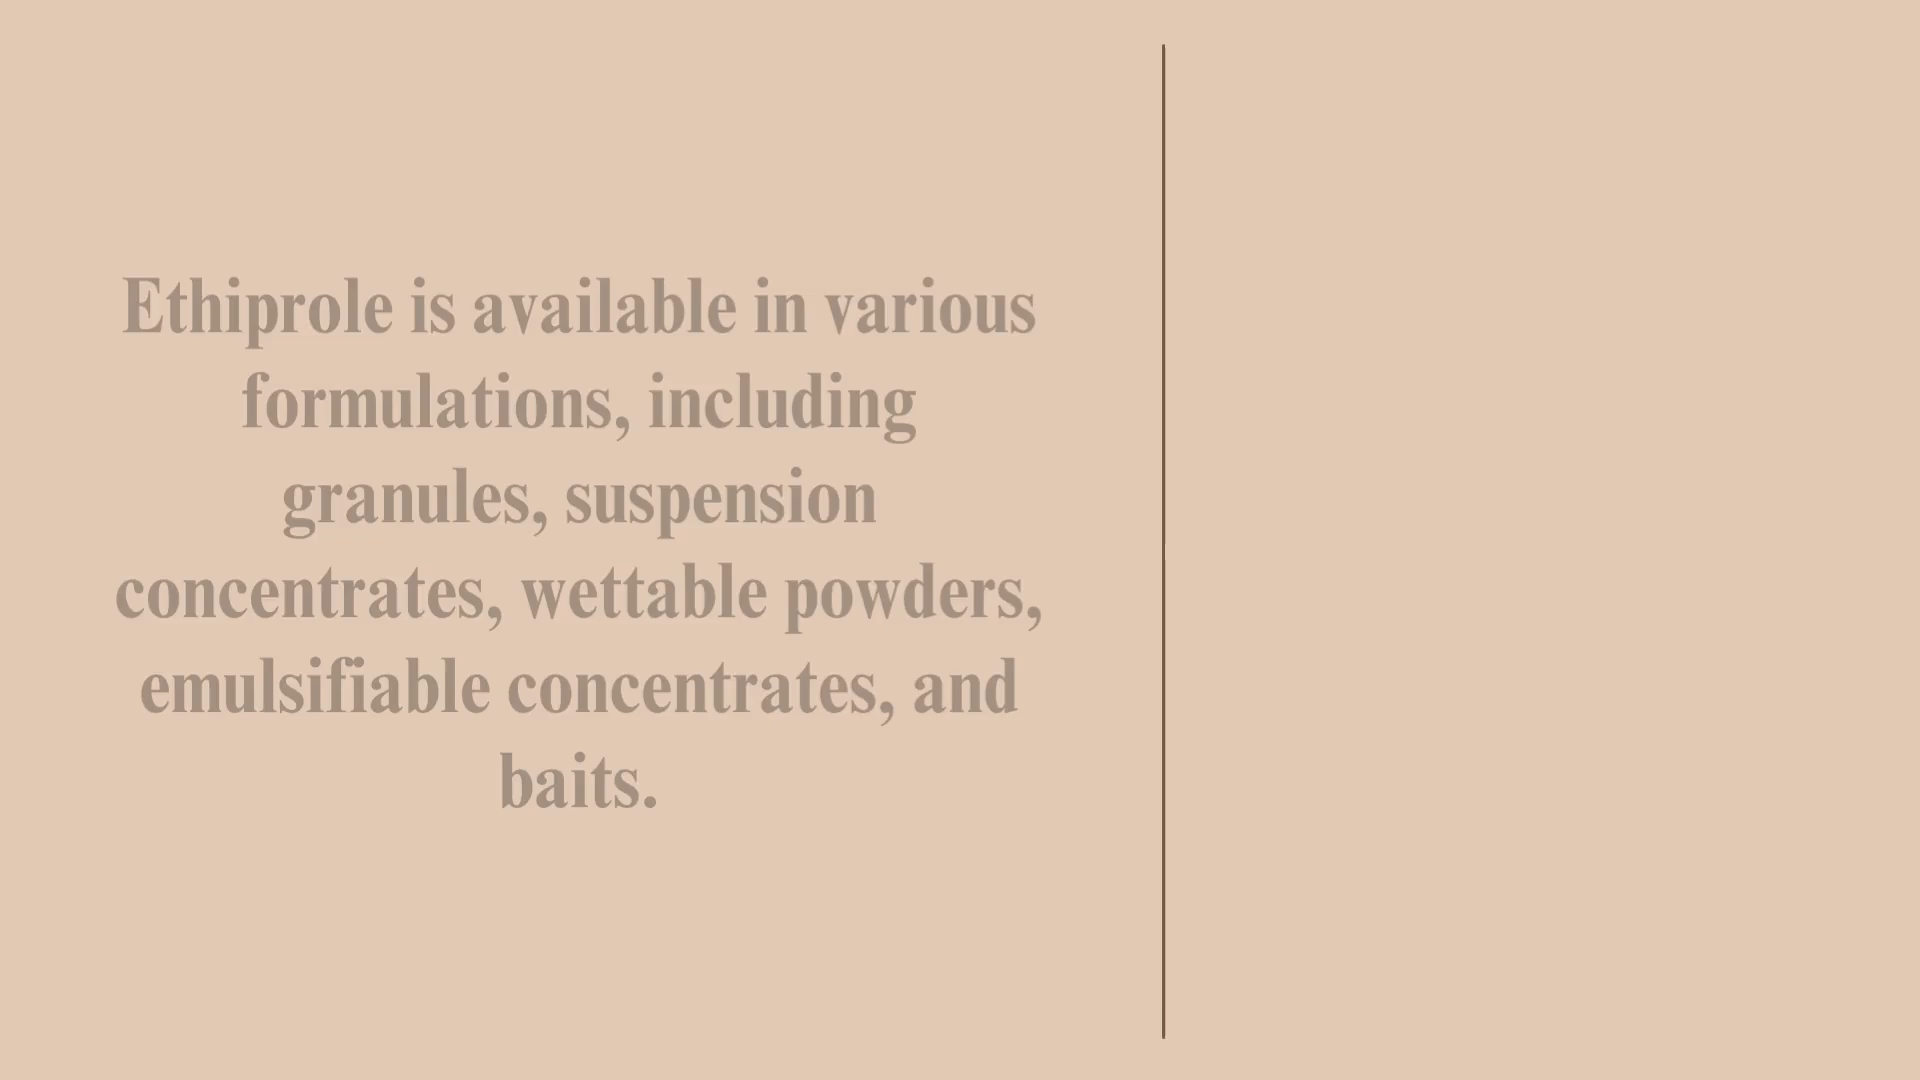 Ethiprole is available in various
formulations, including
granules, suspension
concentrates, wettable powders,
emulsifiable concentrates, and
baits.